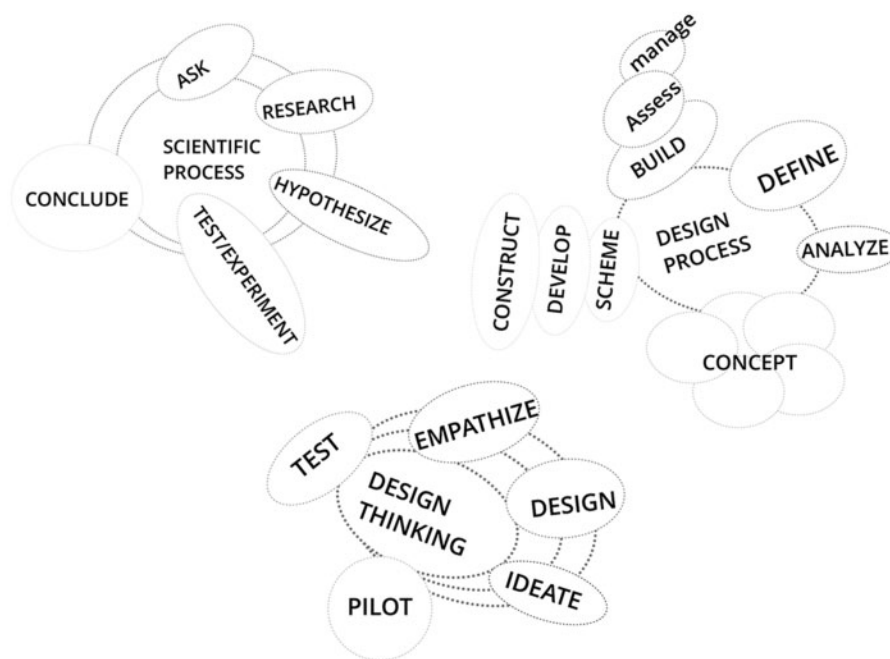 ASK
RESEARCH
SCIENTIFIC
PROCESS
HYPOTHESIZE
TEST/EXPERIMENT
CONCLUDE
manage
Assess
BUILD
DEFINE
DESIGN
PROCESS
ANALYZE
CONCEPT
SCHEME
DEVELOP
CONSTRUCT
EMPATHIZE
TEST
DESIGN
THINKING
DESIGN
IDEATE
PILOT